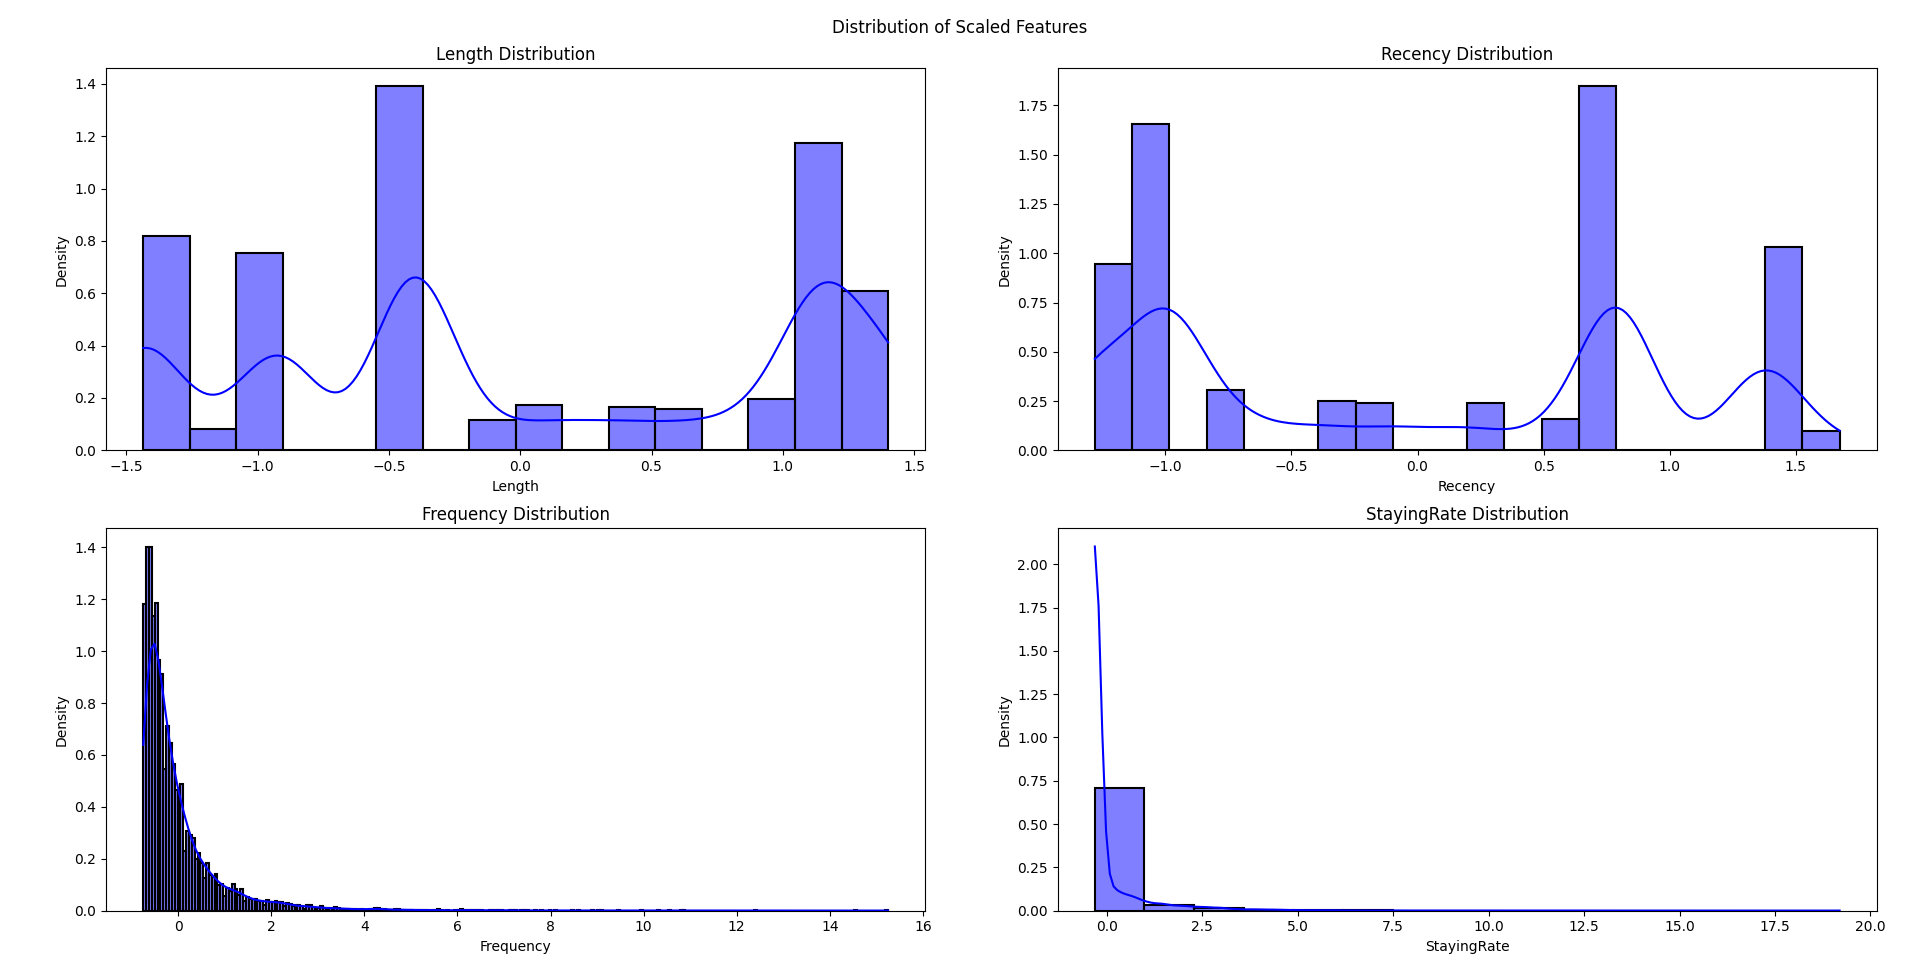 Distribution of Scaled Features
Length Distribution
1.4
1.2
1.0
0.8
0.6
0.4
0.2
0.0
Density
−1.5 −1.0 −0.5 0.0 0.5 1.0 1.5
Length
Recency Distribution
1.75
1.50
1.25
1.00
0.75
0.50
0.25
0.00
Density
−1.0 −0.5 0.0 0.5 1.0 1.5
Recency
Frequency Distribution
1.4
1.2
1.0
0.8
0.6
0.4
0.2
0.0
Density
0 2 4 6 8 10 12 14 16
Frequency
StayingRate Distribution
2.00
1.75
1.50
1.25
1.00
0.75
0.50
0.25
0.00
Density
0.0 2.5 5.0 7.5 10.0 12.5 15.0 17.5 20.0
StayingRate